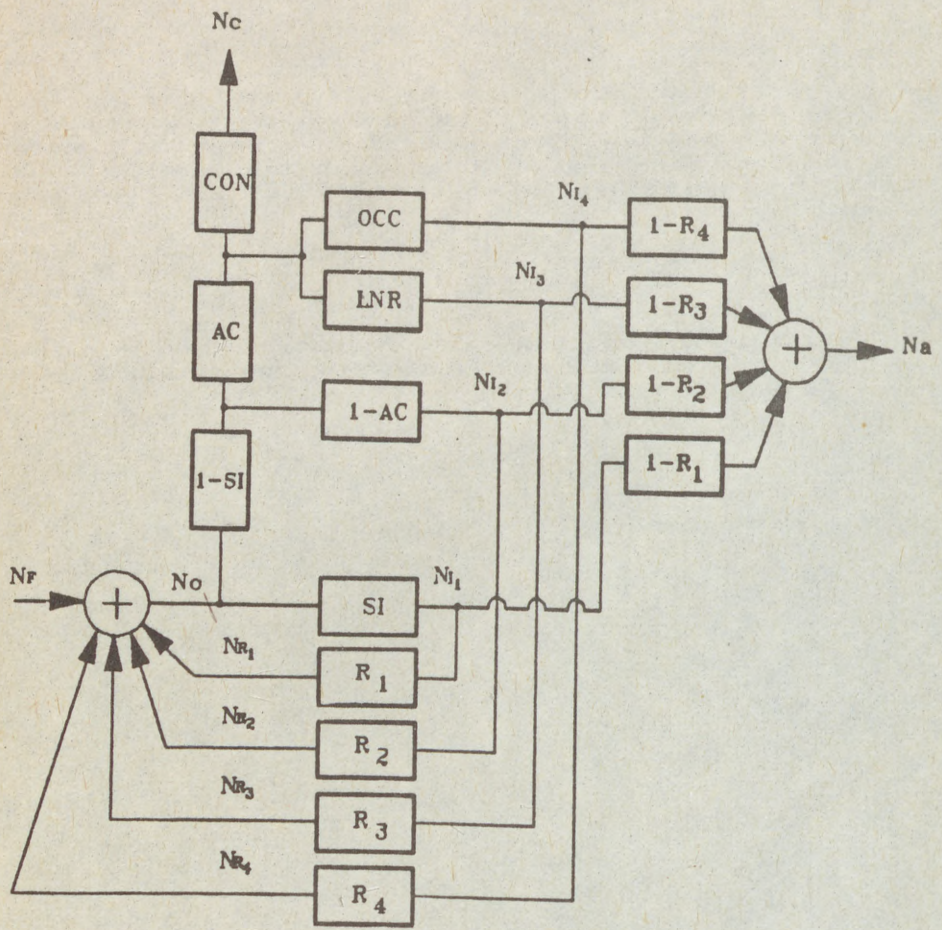 Nc
CON
OCC
NI4
1-R4
LNR
NI3
1-R3
AC
Na
NI2
1-R2
1-AC
1-R1
1-SI
NF
No
NI1
SI
NR1
R1
NR2
R2
NR3
R3
NR4
R4